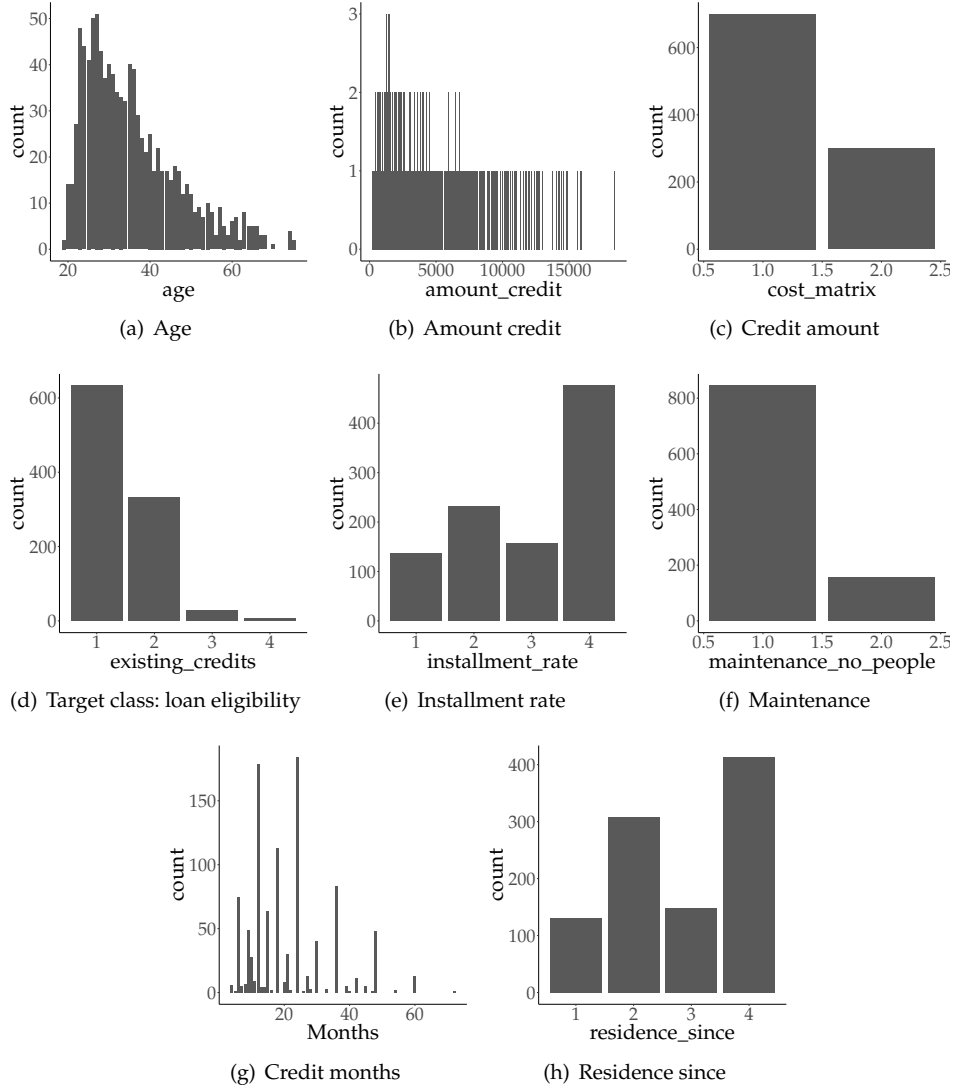 50
40
30
20
10
0
count
20 40 60
age
(a) Age
3
2
1
0
count
0 5000 10000 15000
amount_credit
(b) Amount credit
600
400
200
0
count
0.5 1.0 1.5 2.0 2.5
cost_matrix
(c) Credit amount
600
400
200
0
count
1 2 3 4
existing_credits
(d) Target class: loan eligibility
400
300
200
100
0
count
1 2 3 4
installment_rate
(e) Installment rate
800
600
400
200
0
count
0.5 1.0 1.5 2.0 2.5
maintenance_no_people
(f) Maintenance
150
100
50
0
count
20 40 60
Months
(g) Credit months
400
300
200
100
0
count
1 2 3 4
residence_since
(h) Residence since